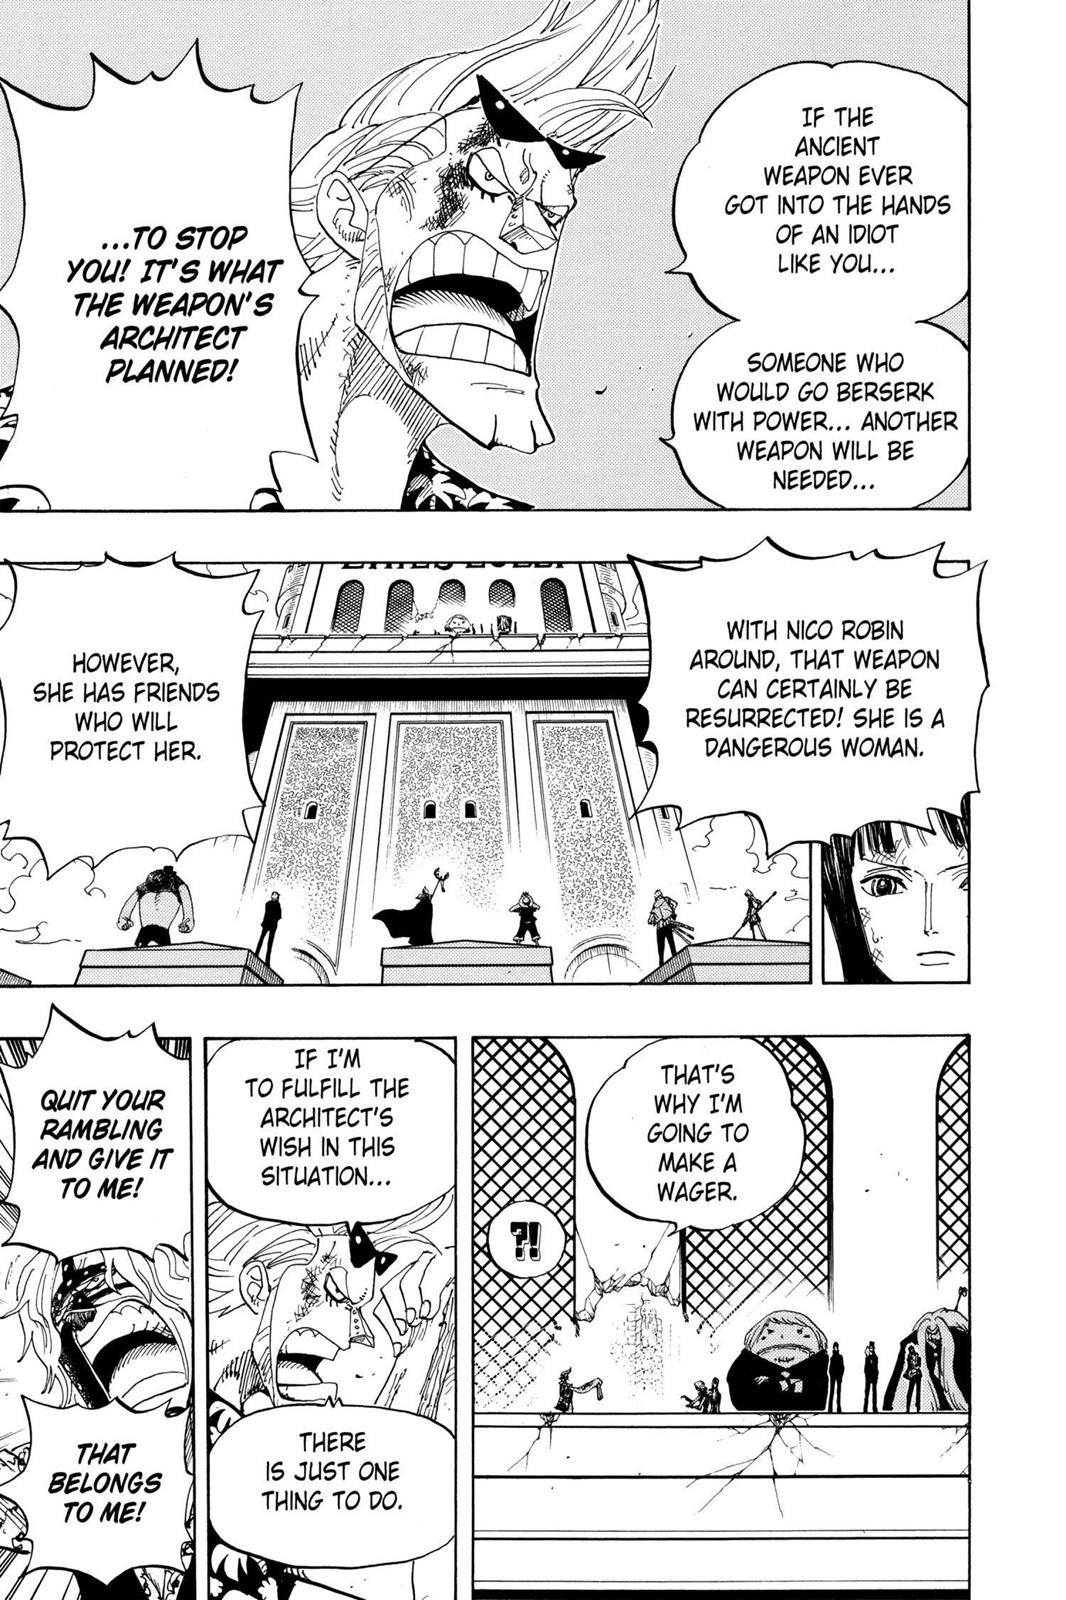 IF THE
ANCIENT
WEAPON EVER
GOT INTO THE HANDS
OF AN IDIOT
LIKE YOU...
SOMEONE WHO
WOULD GO BERSERK
WITH POWER... ANOTHER
WEAPON WILL BE
NEEDED...
...TO STOP
YOU! IT'S WHAT
THE WEAPON'S
ARCHITECT
PLANNED!
WITH NICO ROBIN
AROUND, THAT WEAPON
CAN CERTAINLY BE
RESURRECTED! SHE IS A
DANGEROUS WOMAN.
HOWEVER,
SHE HAS FRIENDS
WHO WILL
PROTECT HER.
THAT'S
WHY I'M
GOING TO
MAKE A
WAGER.
?!
IF I'M
TO FULFILL THE
ARCHITECT'S
WISH IN THIS
SITUATION...
THERE
IS JUST ONE
THING TO DO.
QUIT YOUR
RAMBLING
AND GIVE IT
TO ME!
THAT
BELONGS
TO ME!